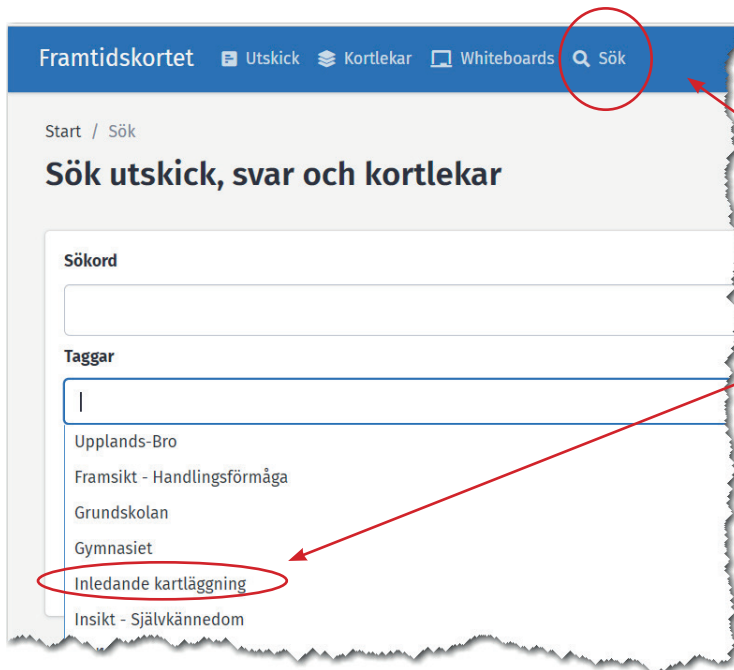 Framtidskortet Utskick Kortlekar Whiteboards Sök
Start / Sök
Sök utskick, svar och kortlekar
Sökord
Taggar
Upplands-Bro
Framsikt - Handlingsförmåga
Grundskolan
Gymnasiet
Inledande kartläggning
Insikt - Självkännedom